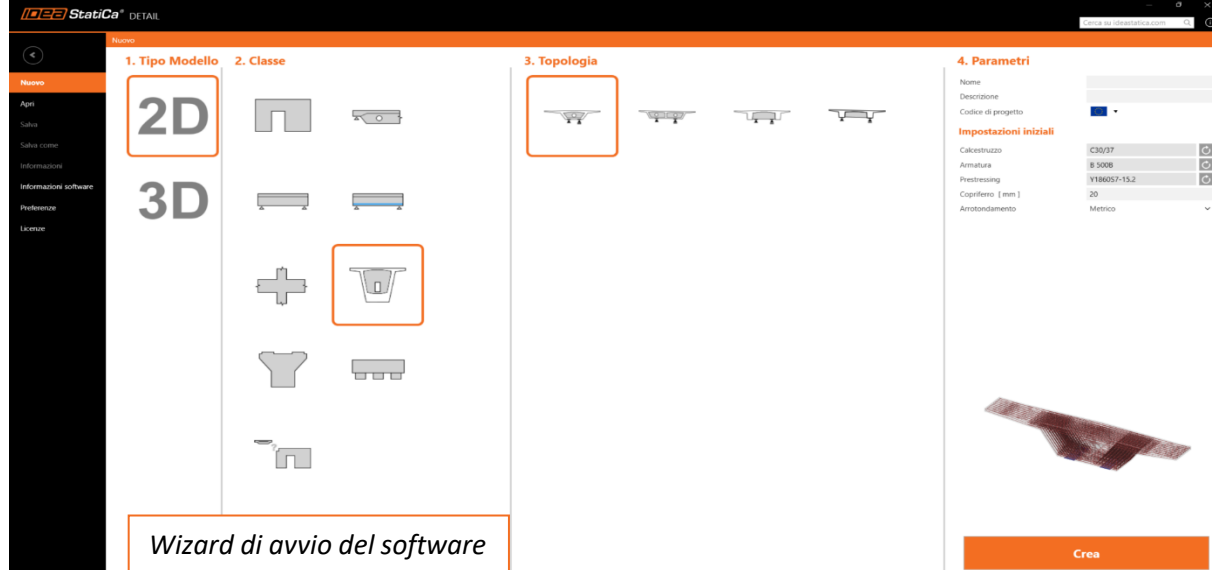 IDEA StatiCa® DETAIL
Cerca su ideastatica.com
Nuovo
Nuovo
Apri
Salva
Salva come
Informazioni
Informazioni software
Preferenze
Licenze
1. Tipo Modello
2D
3D
2. Classe
3. Topologia
4. Parametri
Nome
Descrizione
Codice di progetto
Impostazioni iniziali
Calcestruzzo C30/37
Armatura B 500B
Prestressing Y1860S7-15.2
Copriferro [mm] 20
Arrotondamento Metrico
Crea
Wizard di avvio del software